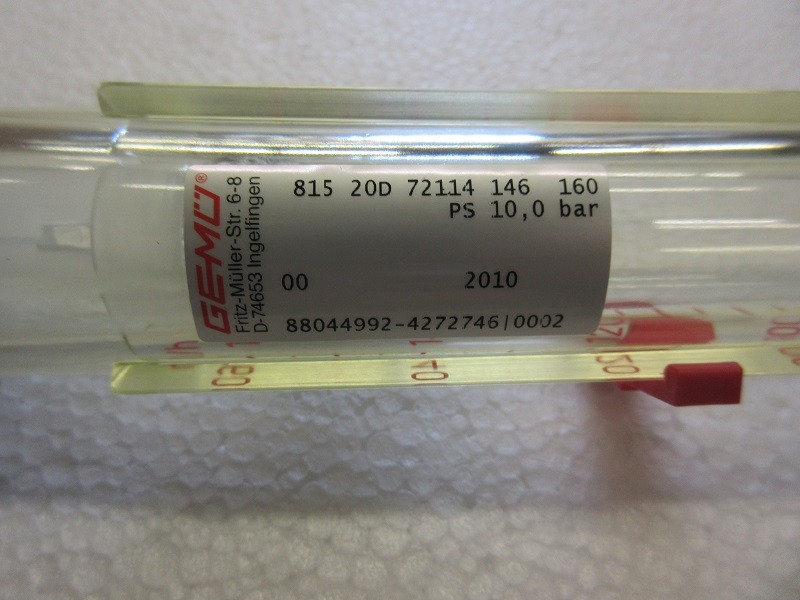 GEMÜ®
Fritz-Müller-Str. 6-8
D-74653 Ingelfingen
815 20D 72114 146 160
PS 10,0 bar
00 2010
88044992-4272746|0002